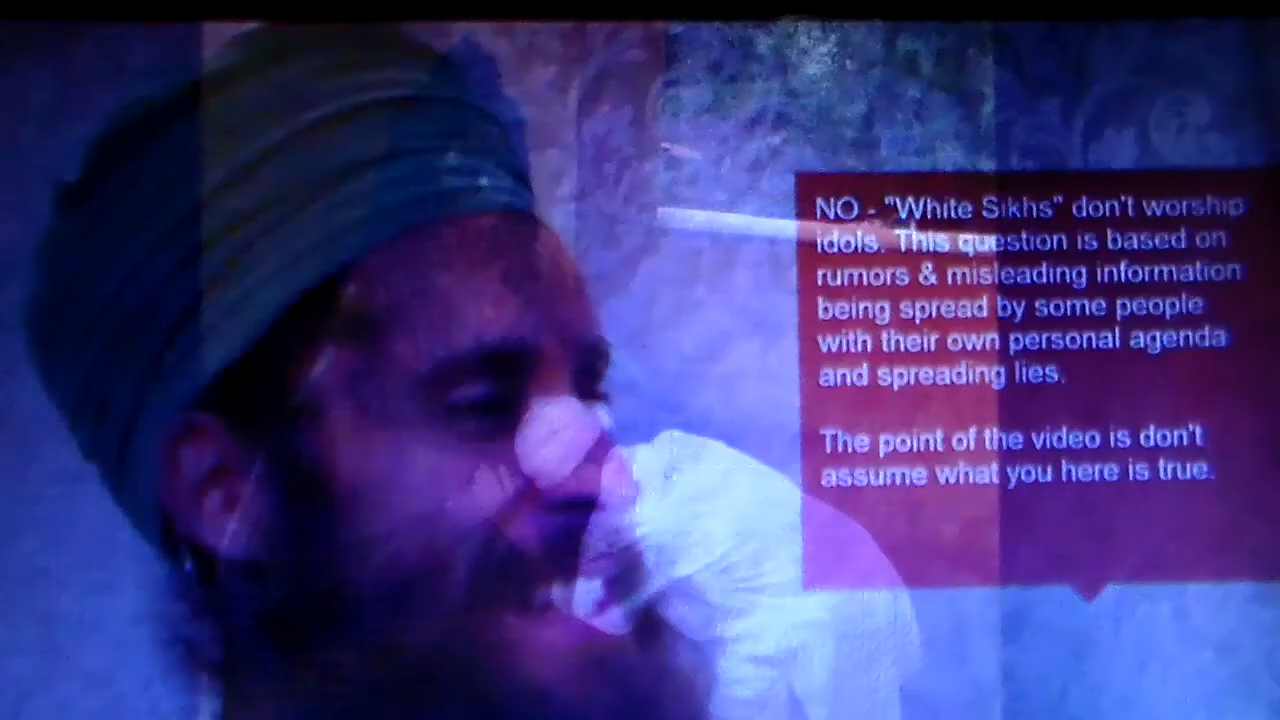 NO - "White Sikhs" don't worship
idols. This question is based on
rumors & misleading information
being spread by some people
with their own personal agenda
and spreading lies.
The point of the video is don't
assume what you here is true.